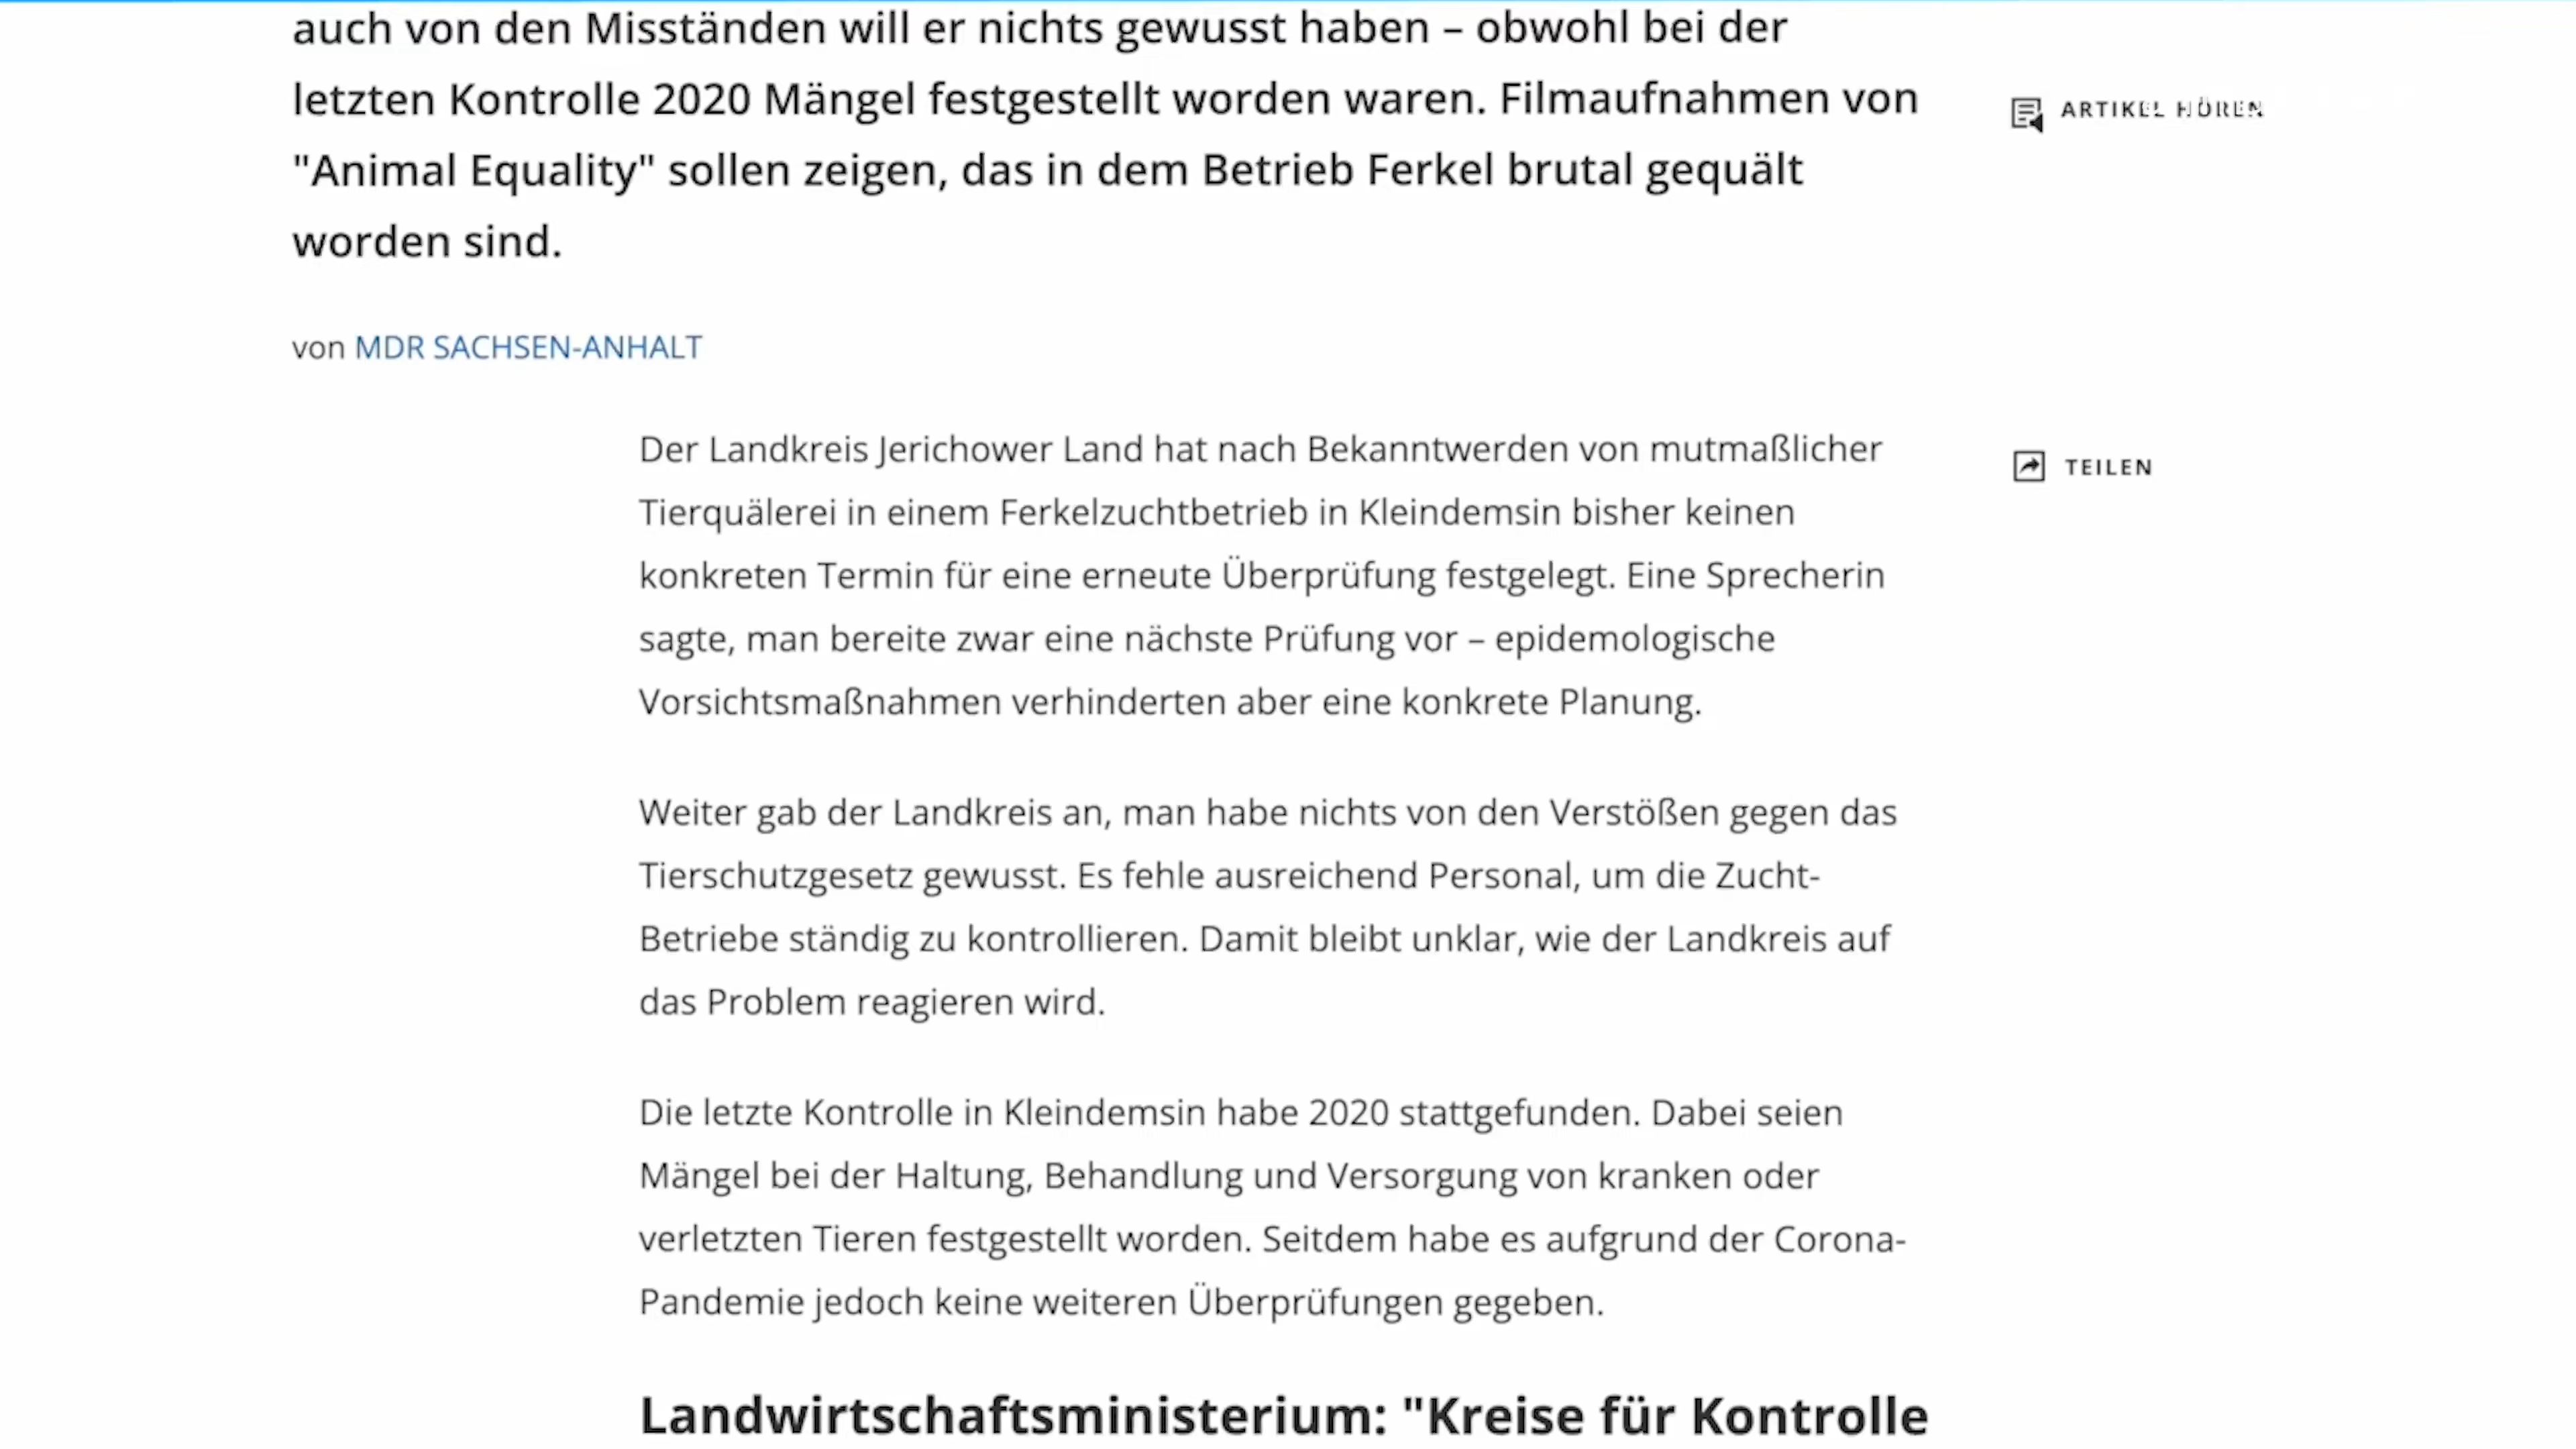 auch von den Misständen will er nichts gewusst haben – obwohl bei der
letzten Kontrolle 2020 Mängel festgestellt worden waren. Filmaufnahmen von
"Animal Equality" sollen zeigen, das in dem Betrieb Ferkel brutal gequält
worden sind.
ARTIKEL HÖREN
von MDR SACHSEN-ANHALT
Der Landkreis Jerichower Land hat nach Bekanntwerden von mutmaßlicher
Tierquälerei in einem Ferkelzuchtbetrieb in Kleindemsin bisher keinen
konkreten Termin für eine erneute Überprüfung festgelegt. Eine Sprecherin
sagte, man bereite zwar eine nächste Prüfung vor – epidemologische
Vorsichtsmaßnahmen verhinderten aber eine konkrete Planung.
TEILEN
Weiter gab der Landkreis an, man habe nichts von den Verstößen gegen das
Tierschutzgesetz gewusst. Es fehle ausreichend Personal, um die Zucht-
Betriebe ständig zu kontrollieren. Damit bleibt unklar, wie der Landkreis auf
das Problem reagieren wird.
Die letzte Kontrolle in Kleindemsin habe 2020 stattgefunden. Dabei seien
Mängel bei der Haltung, Behandlung und Versorgung von kranken oder
verletzten Tieren festgestellt worden. Seitdem habe es aufgrund der Corona-
Pandemie jedoch keine weiteren Überprüfungen gegeben.
Landwirtschaftsministerium: "Kreise für Kontrolle